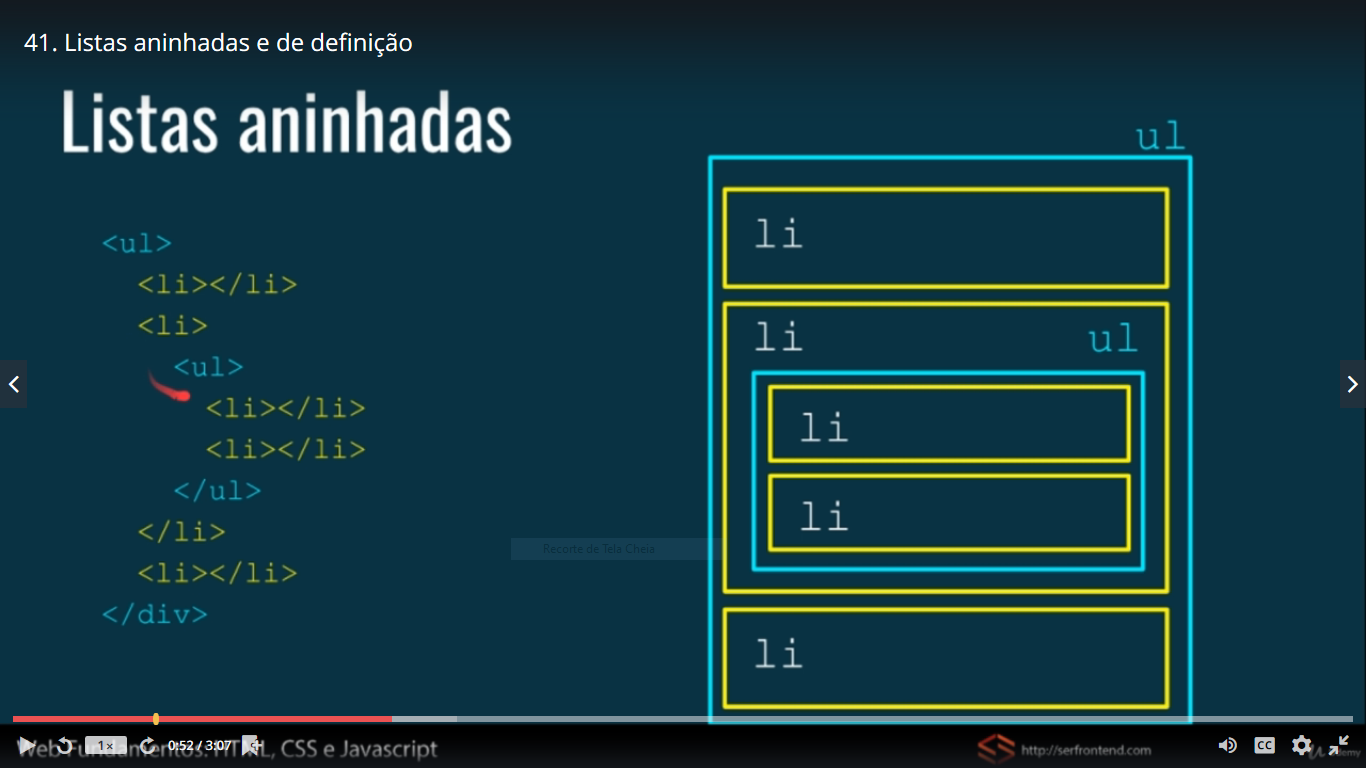 41. Listas aninhadas e de definição
Listas aninhadas
<ul>
<li></li>
<li>
<ul>
<li></li>
<li></li>
</ul>
</li>
<li></li>
</div>
ul
li
li
ul
li
li
li
Recorte de Tela Cheia
1x
0:52 / 3:07
Web Fundamentos: HTML, CSS e Javascript
http://serfrontend.com
CC